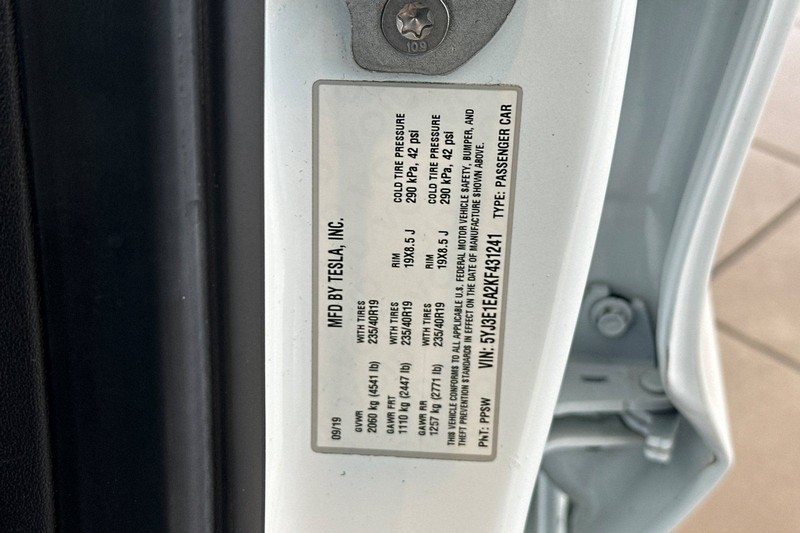 10.9
MFD BY TESLA, INC.
09/19
GVWR WITH TIRES
2060 kg (4541 lb) 235/40R19
GAWR FRT WITH TIRES RIM COLD TIRE PRESSURE
1110 kg (2447 lb) 235/40R19 19X8.5 J 290 kPa, 42 psi
GAWR RR WITH TIRES RIM COLD TIRE PRESSURE
1257 kg (2771 lb) 235/40R19 19X8.5 J 290 kPa, 42 psi
THIS VEHICLE CONFORMS TO ALL APPLICABLE U.S. FEDERAL MOTOR VEHICLE SAFETY, BUMPER, AND
THEFT PREVENTION STANDARDS IN EFFECT ON THE DATE OF MANUFACTURE SHOWN ABOVE.
PNT: PPSW VIN: 5YJ3E1EA2KF431241 TYPE: PASSENGER CAR